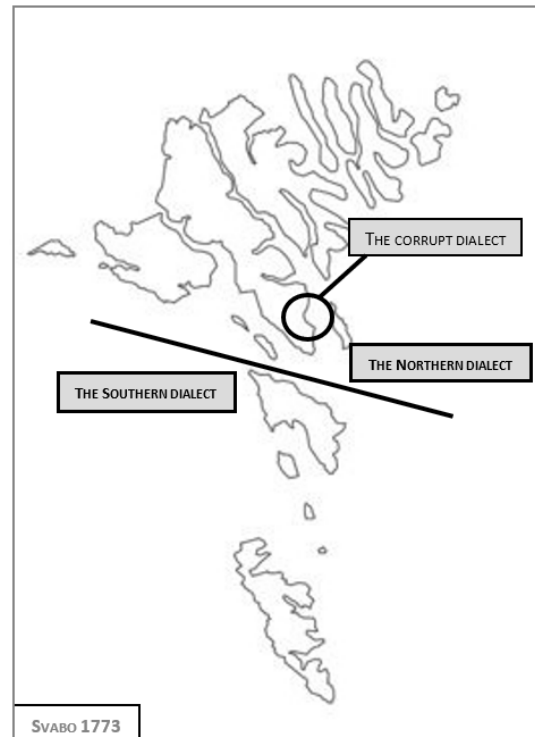 THE CORRUPT DIALECT
THE NORTHERN DIALECT
THE SOUTHERN DIALECT
SVABO 1773